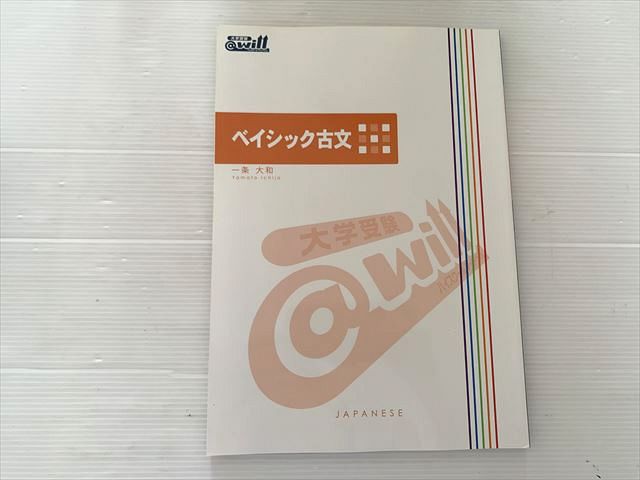 大学受験
@will
ベイシック古文
一条 大和
Yamato Ichijo
大学受験
@will
JAPANESE